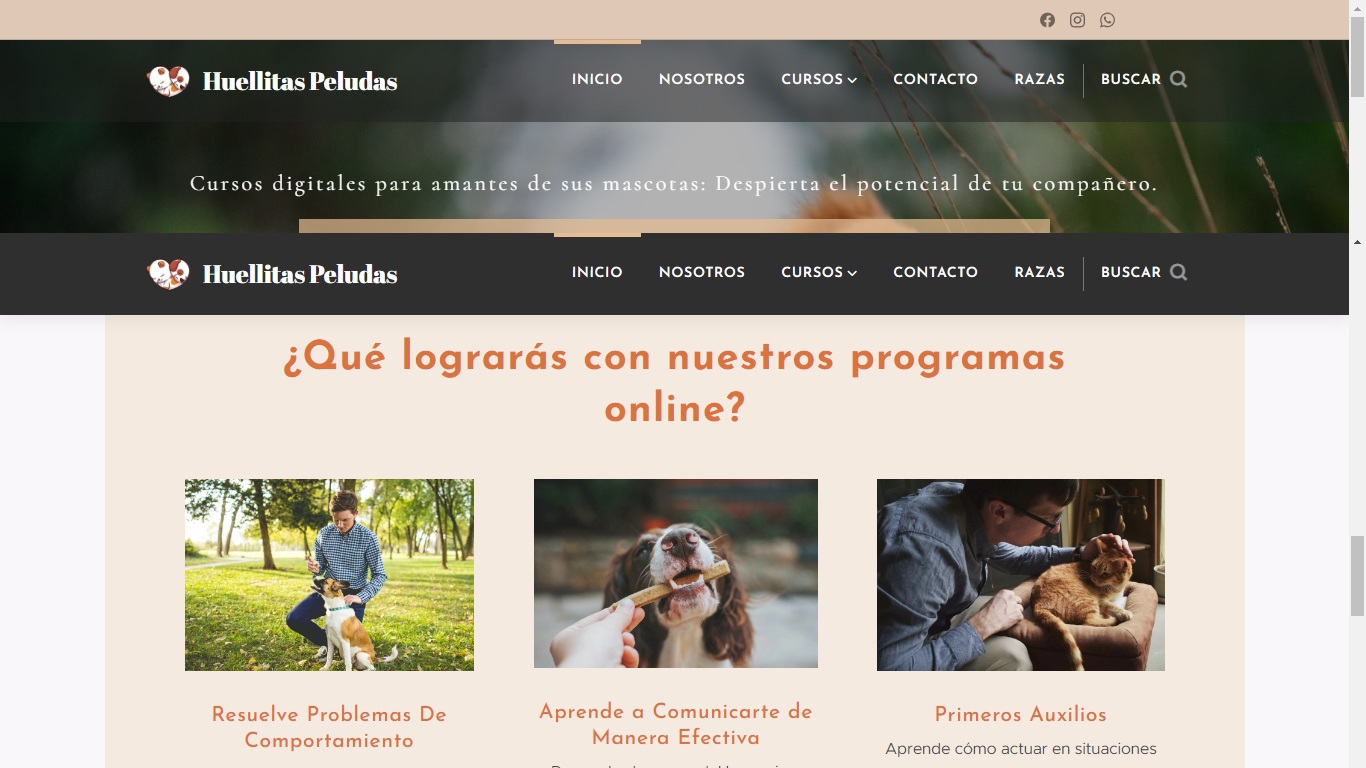 Huellitas Peludas
INICIO NOSOTROS CURSOS CONTACTO RAZAS BUSCAR
Cursos digitales para amantes de sus mascotas: Despierta el potencial de tu compañero.
Huellitas Peludas
INICIO NOSOTROS CURSOS CONTACTO RAZAS BUSCAR
¿Qué lograrás con nuestros programas
online?
Resuelve Problemas De
Comportamiento
Aprende a Comunicarte de
Manera Efectiva
Primeros Auxilios
Aprende cómo actuar en situaciones